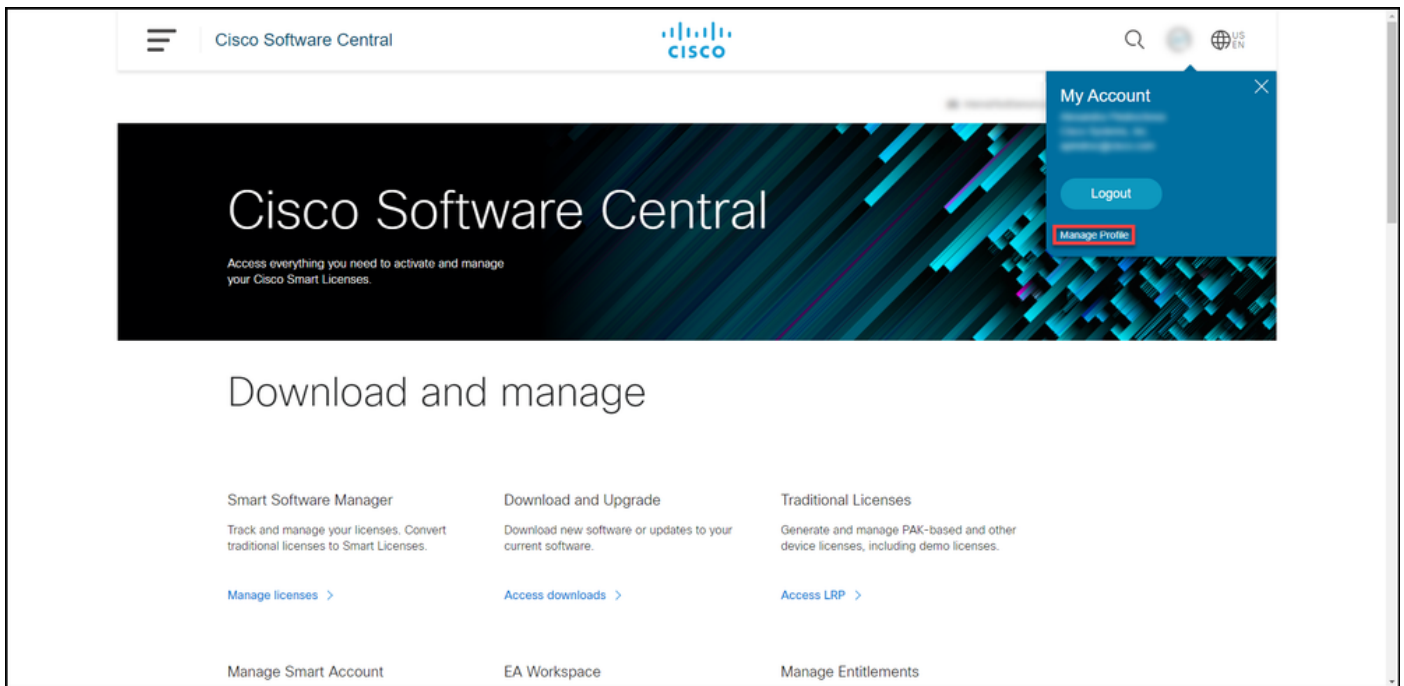 Cisco Software Central
CISCO
US
EN
My Account
Logout
Manage Profile
Cisco Software Central
Access everything you need to activate and manage
your Cisco Smart Licenses.
Download and manage
Smart Software Manager
Track and manage your licenses. Convert
traditional licenses to Smart Licenses.
Manage licenses
Download and Upgrade
Download new software or updates to your
current software.
Access downloads
Traditional Licenses
Generate and manage PAK-based and other
device licenses, including demo licenses.
Access LRP
Manage Smart Account
EA Workspace
Manage Entitlements